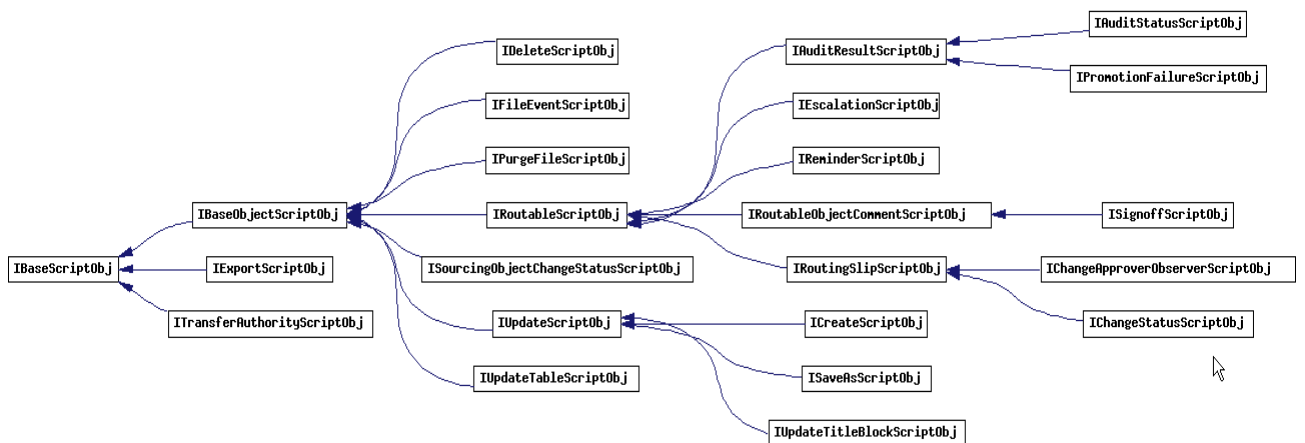 IAuditStatusScriptObj
IDeleteScriptObj
IAuditResultScriptObj
IPromotionFailureScriptObj
IFileEventScriptObj
IEscalationScriptObj
IPurgeFileScriptObj
IReminderScriptObj
IBaseObjectScriptObj
IRoutableScriptObj
IRoutableObjectCommentScriptObj
ISignoffScriptObj
IBaseScriptObj
IExportScriptObj
ISourcingObjectChangeStatusScriptObj
IRoutingSlipScriptObj
IChangeApproverObserverScriptObj
ITransferAuthorityScriptObj
IUpdateScriptObj
ICreateScriptObj
IChangeStatusScriptObj
IUpdateTableScriptObj
ISaveAsScriptObj
IUpdateTitleBlockScriptObj